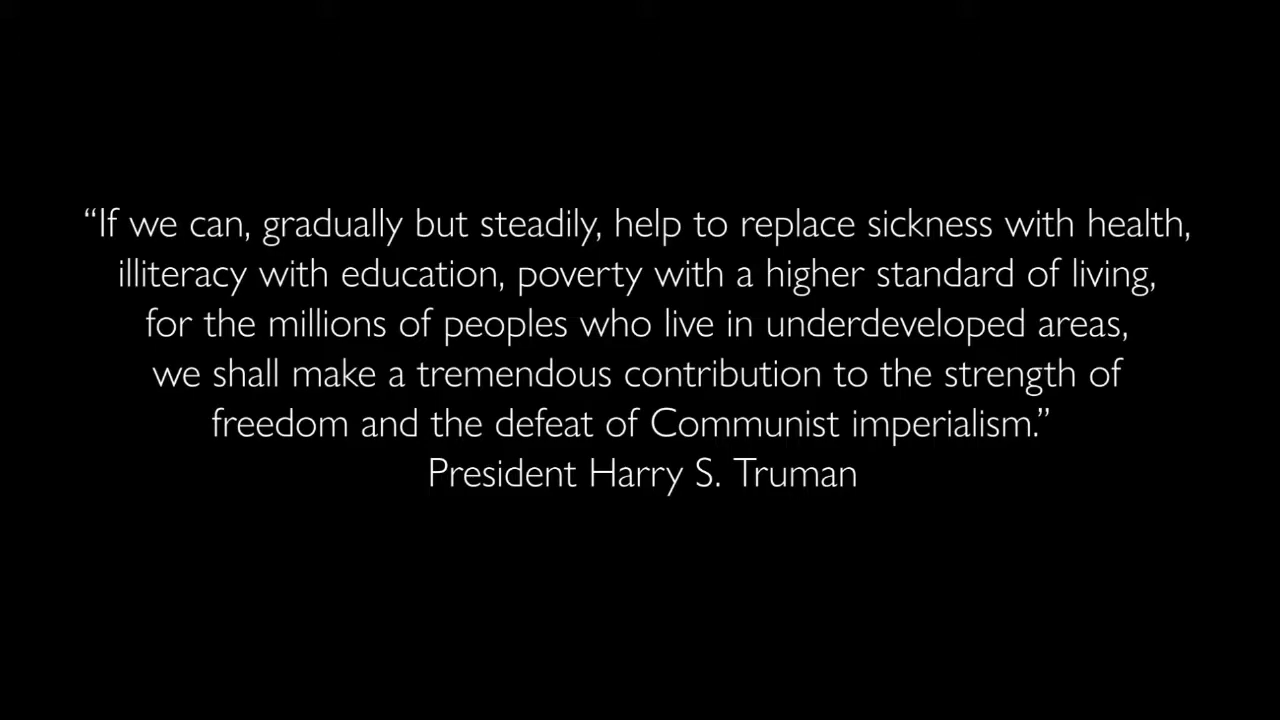 “If we can, gradually but steadily, help to replace sickness with health,
illiteracy with education, poverty with a higher standard of living,
for the millions of peoples who live in underdeveloped areas,
we shall make a tremendous contribution to the strength of
freedom and the defeat of Communist imperialism.”
President Harry S. Truman